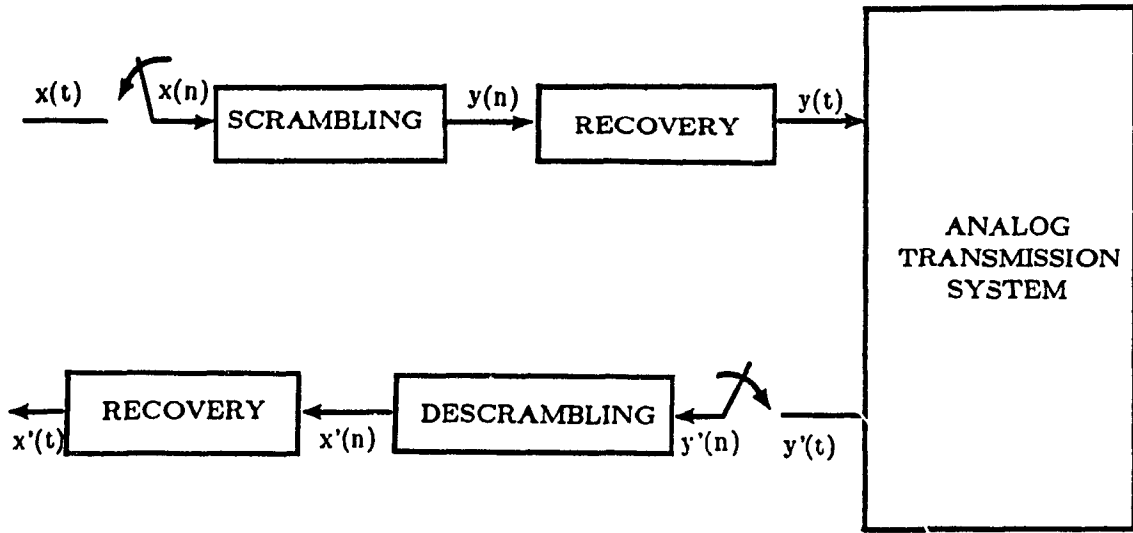 x(t)
x(n)
SCRAMBLING
y(n)
RECOVERY
y(t)
ANALOG
TRANSMISSION
SYSTEM
RECOVERY
DESCRAMBLING
x'(t)
x'(n)
y'(n)
y'(t)